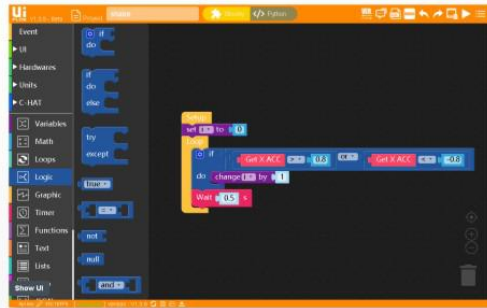 Ui
Project
Blockly
</> Python
Event
UI
Hardwares
Units
C-HAT
Variables
Math
Loops
Logic
Graphic
Timer
Functions
Text
Lists
Show UI
if
do
if
do
else
try
except
true
=
not
null
and
Setup
set i to 0
Loop
if Get X ACC > 0.8 or Get X ACC < -0.8
do change i by 1
Wait 0.5 s